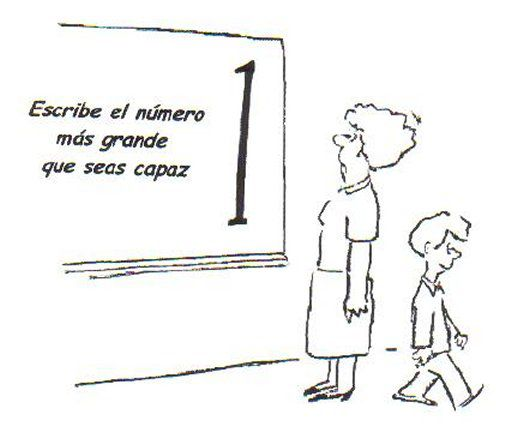 Escribe el número
más grande
que seas capaz
1